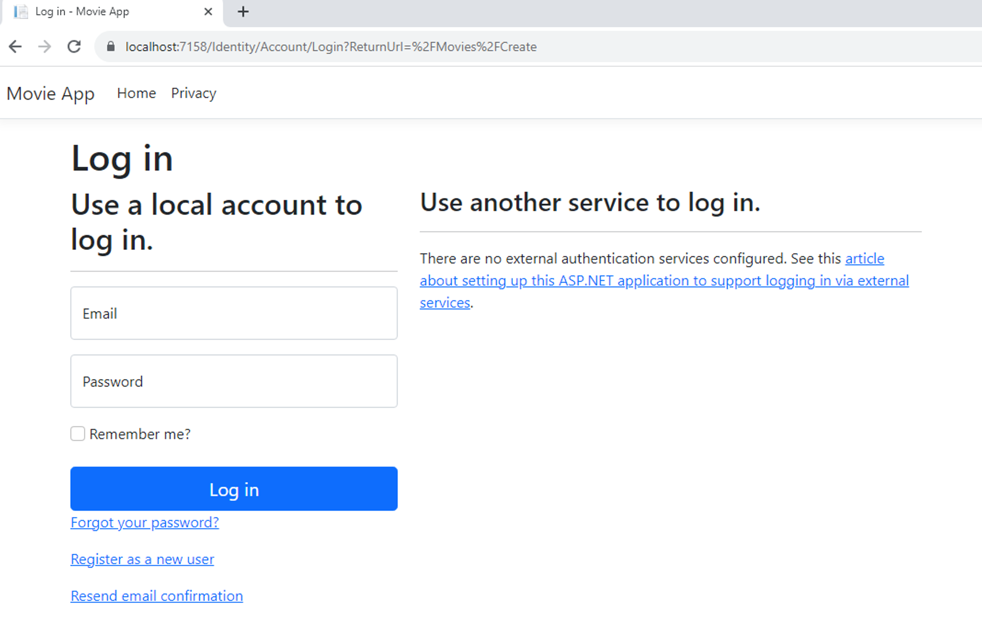 Log in - Movie App
localhost:7158/Identity/Account/Login?ReturnUrl=%2FMovies%2FCreate
Movie App Home Privacy
Log in
Use a local account to
log in.
Email
Password
Remember me?
Log in
Forgot your password?
Register as a new user
Resend email confirmation
Use another service to log in.
There are no external authentication services configured. See this article
about setting up this ASP.NET application to support logging in via external
services.